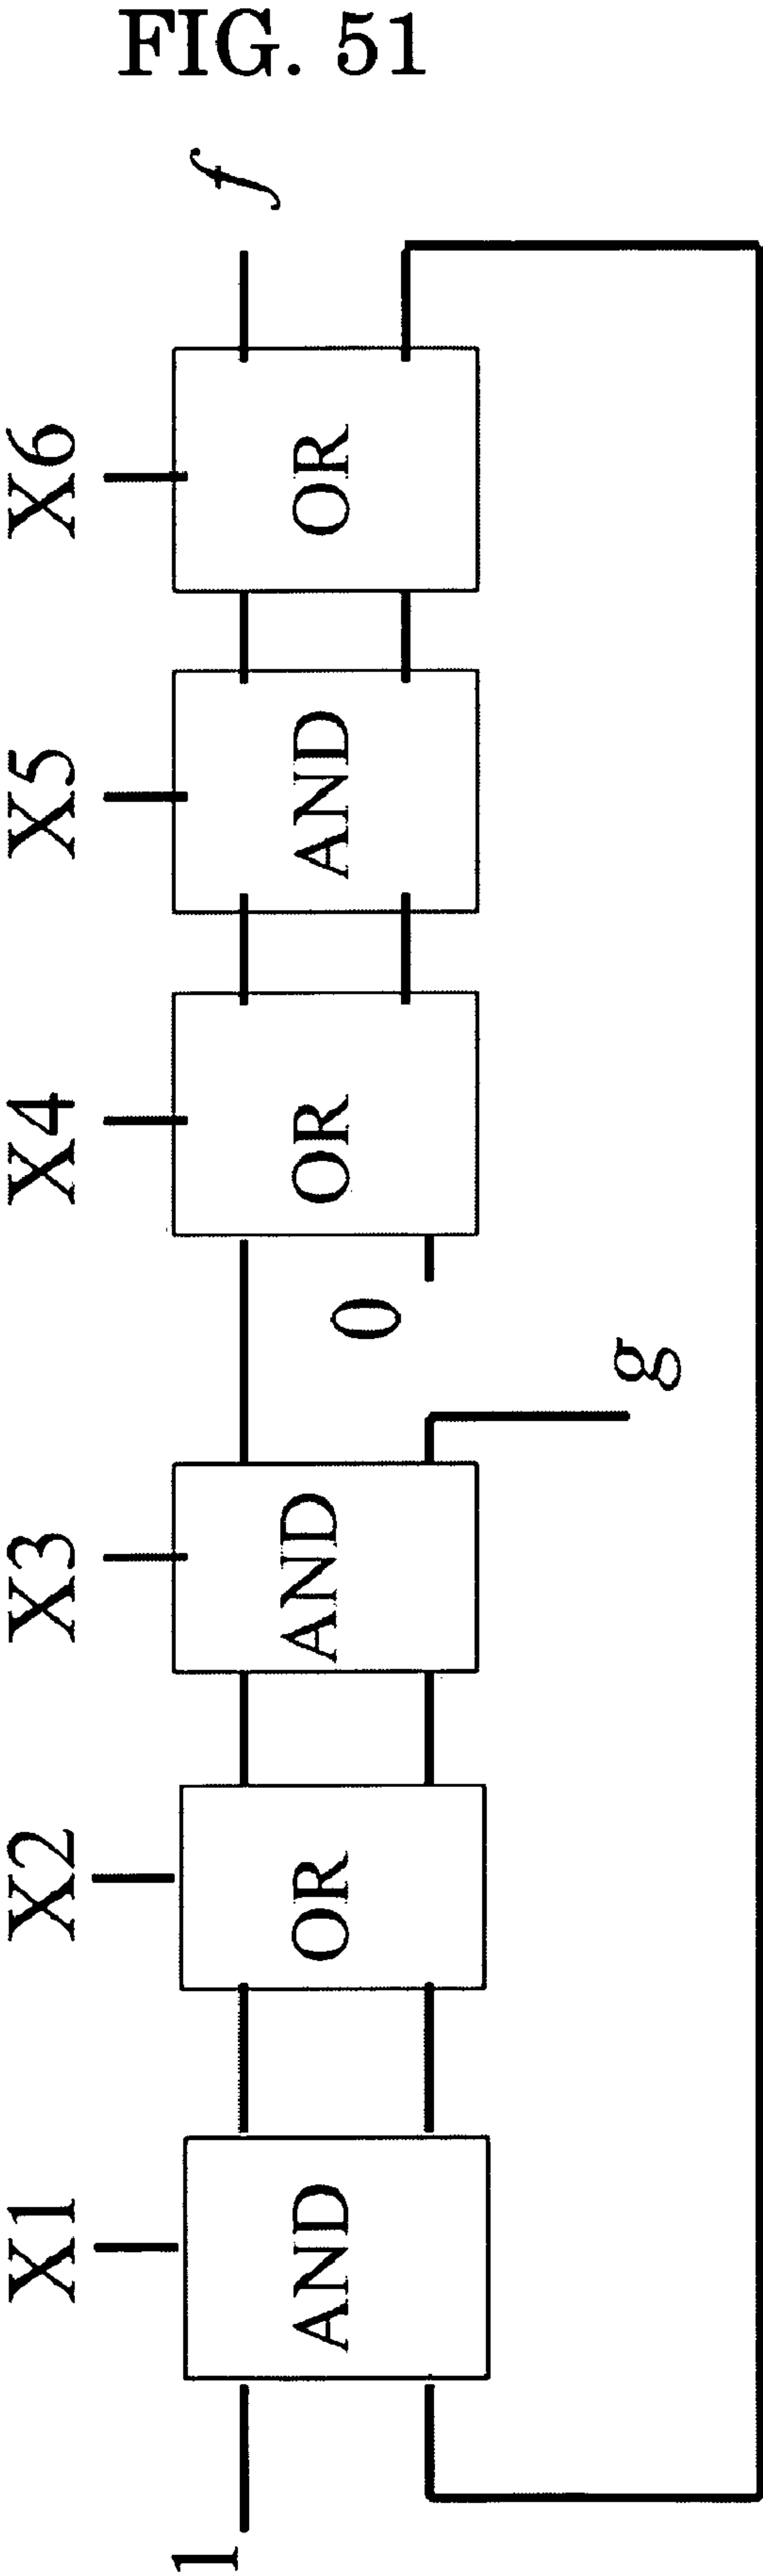 FIG. 51
X1 X2 X3 X4 X5 X6
1 AND OR AND OR AND OR f
0
g